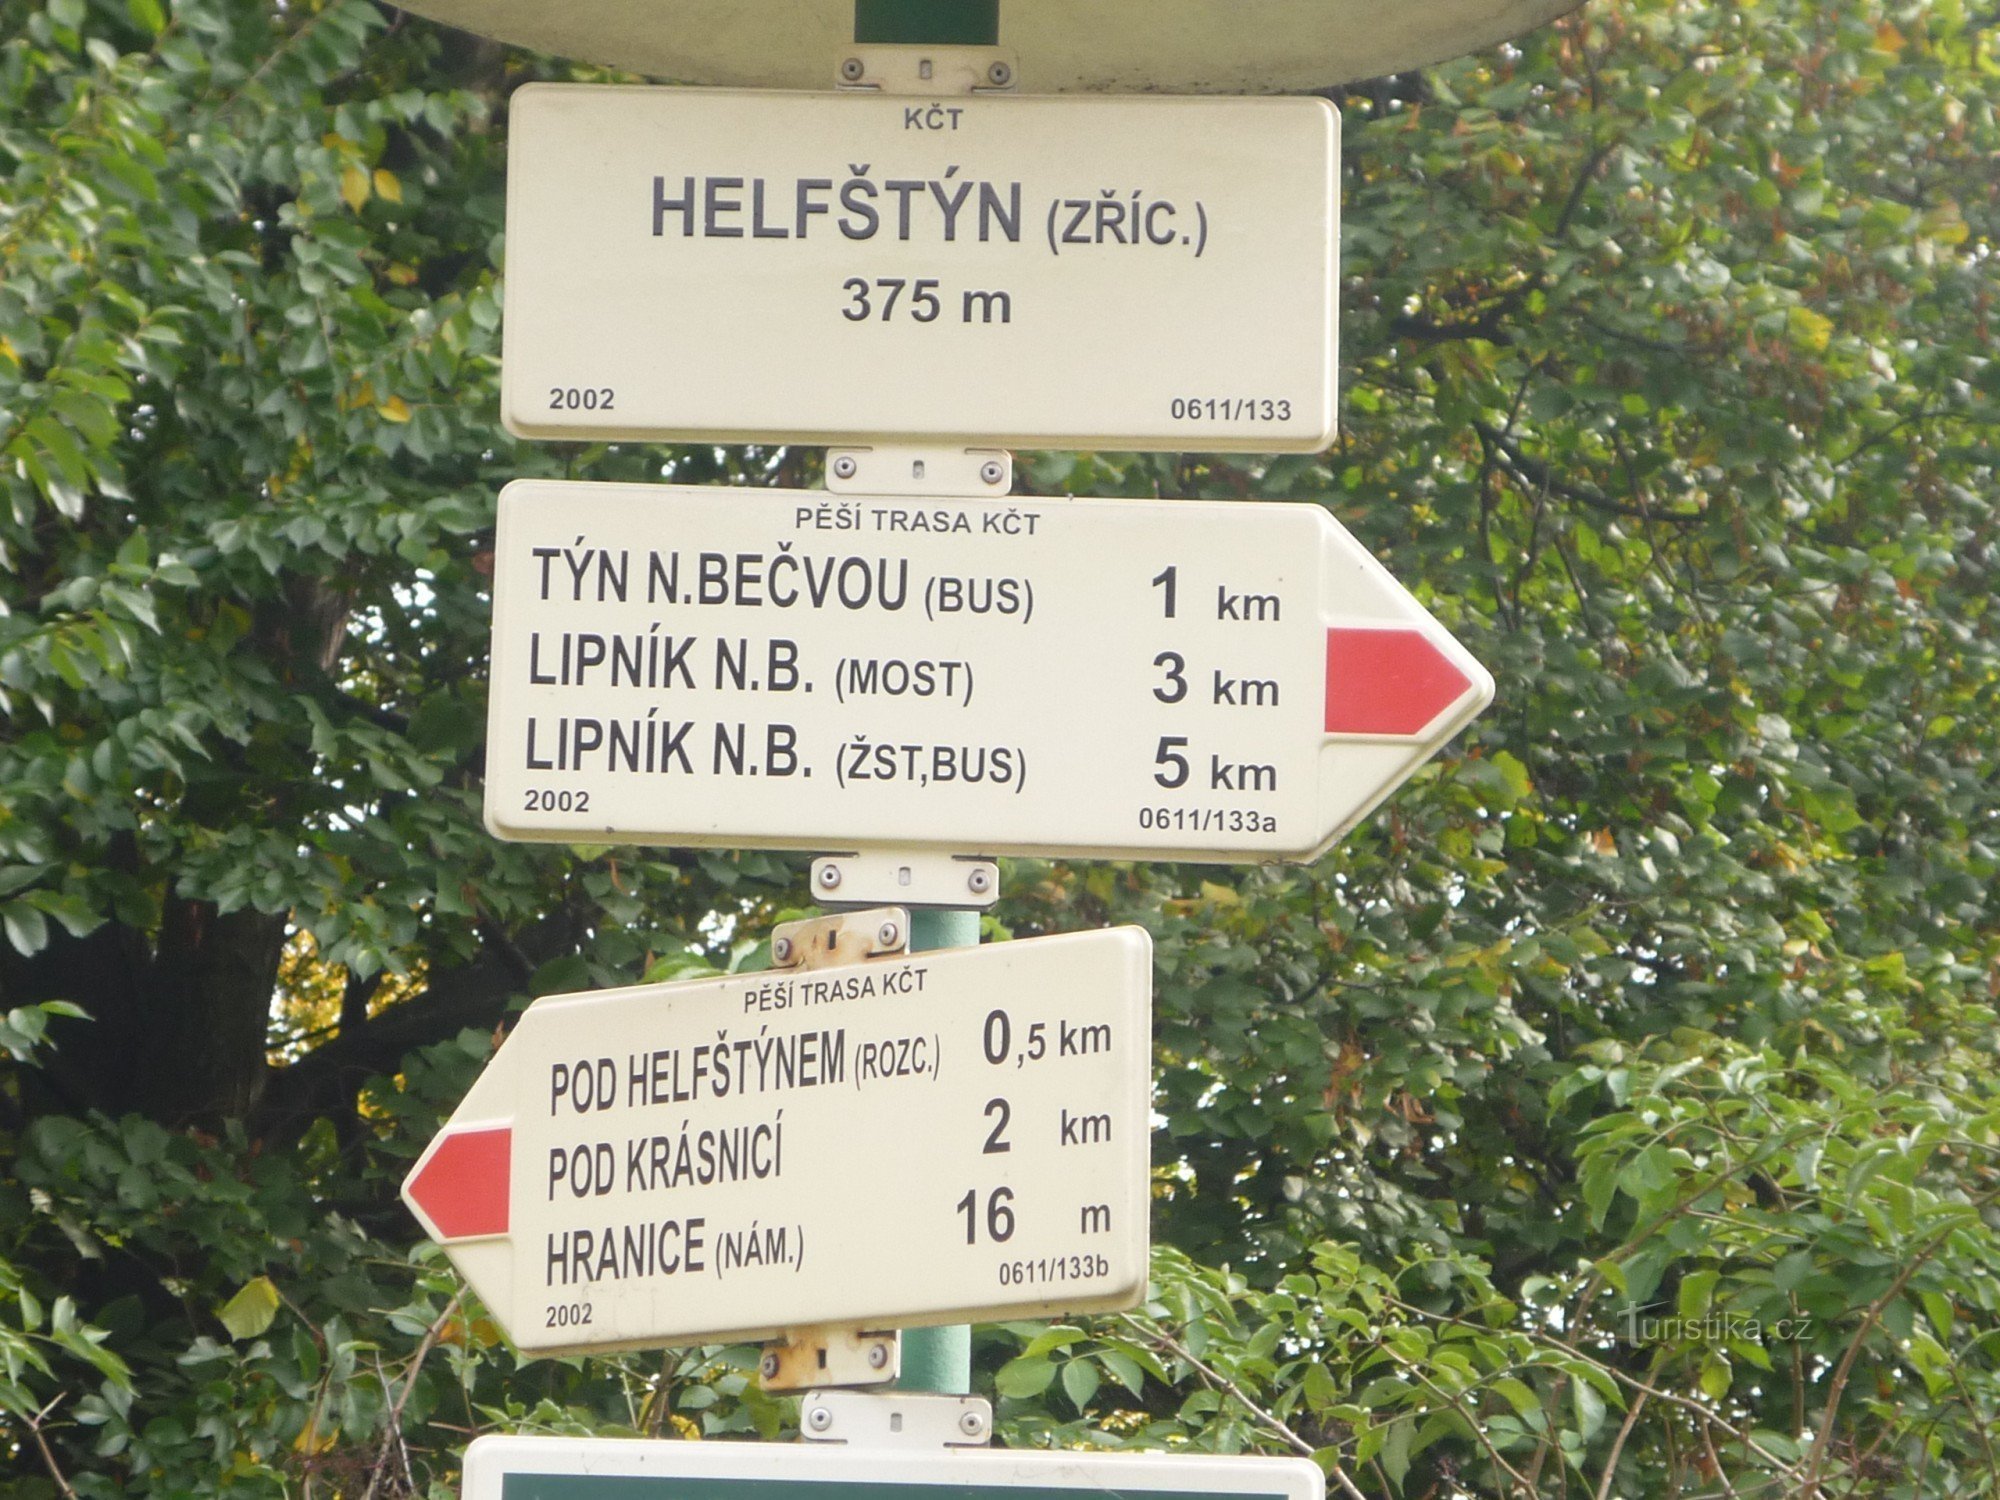 KČT
HELFŠTÝN (ZŘÍC.)
375 m
2002 0611/133
PĚŠÍ TRASA KČT
TÝN N.BEČVOU (BUS) 1 km
LIPNÍK N.B. (MOST) 3 km
LIPNÍK N.B. (ŽST,BUS) 5 km
2002 0611/133a
PĚŠÍ TRASA KČT
POD HELFŠTÝNEM (ROZC.) 0,5 km
POD KRÁSNICÍ 2 km
HRANICE (NÁM.) 16 m
2002 0611/133b
Turistika.cz